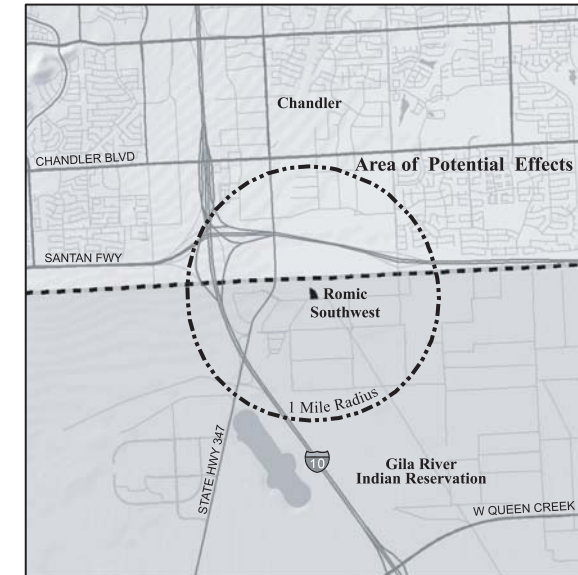 Chandler
CHANDLER BLVD
Area of Potential Effects
SANTAN FWY
Romic
Southwest
1 Mile Radius
STATE HWY 347
10
Gila River
Indian Reservation
W QUEEN CREEK